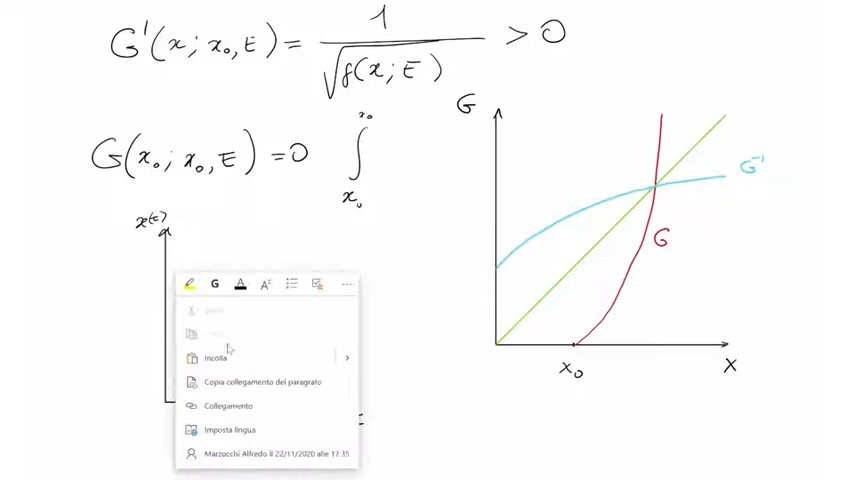 G'(x; x₀, E) = 1 / √f(x; E) > 0
G(x₀; x₀, E) = 0 ∫ x₀ x₀
G
G⁻¹
G
x₀
x
x(t)
t
G A A
Incolla
Copia collegamento del paragrafo
Collegamento
Imposta lingua
Marzocchi Alfredo il 22/11/2020 alle 17:35